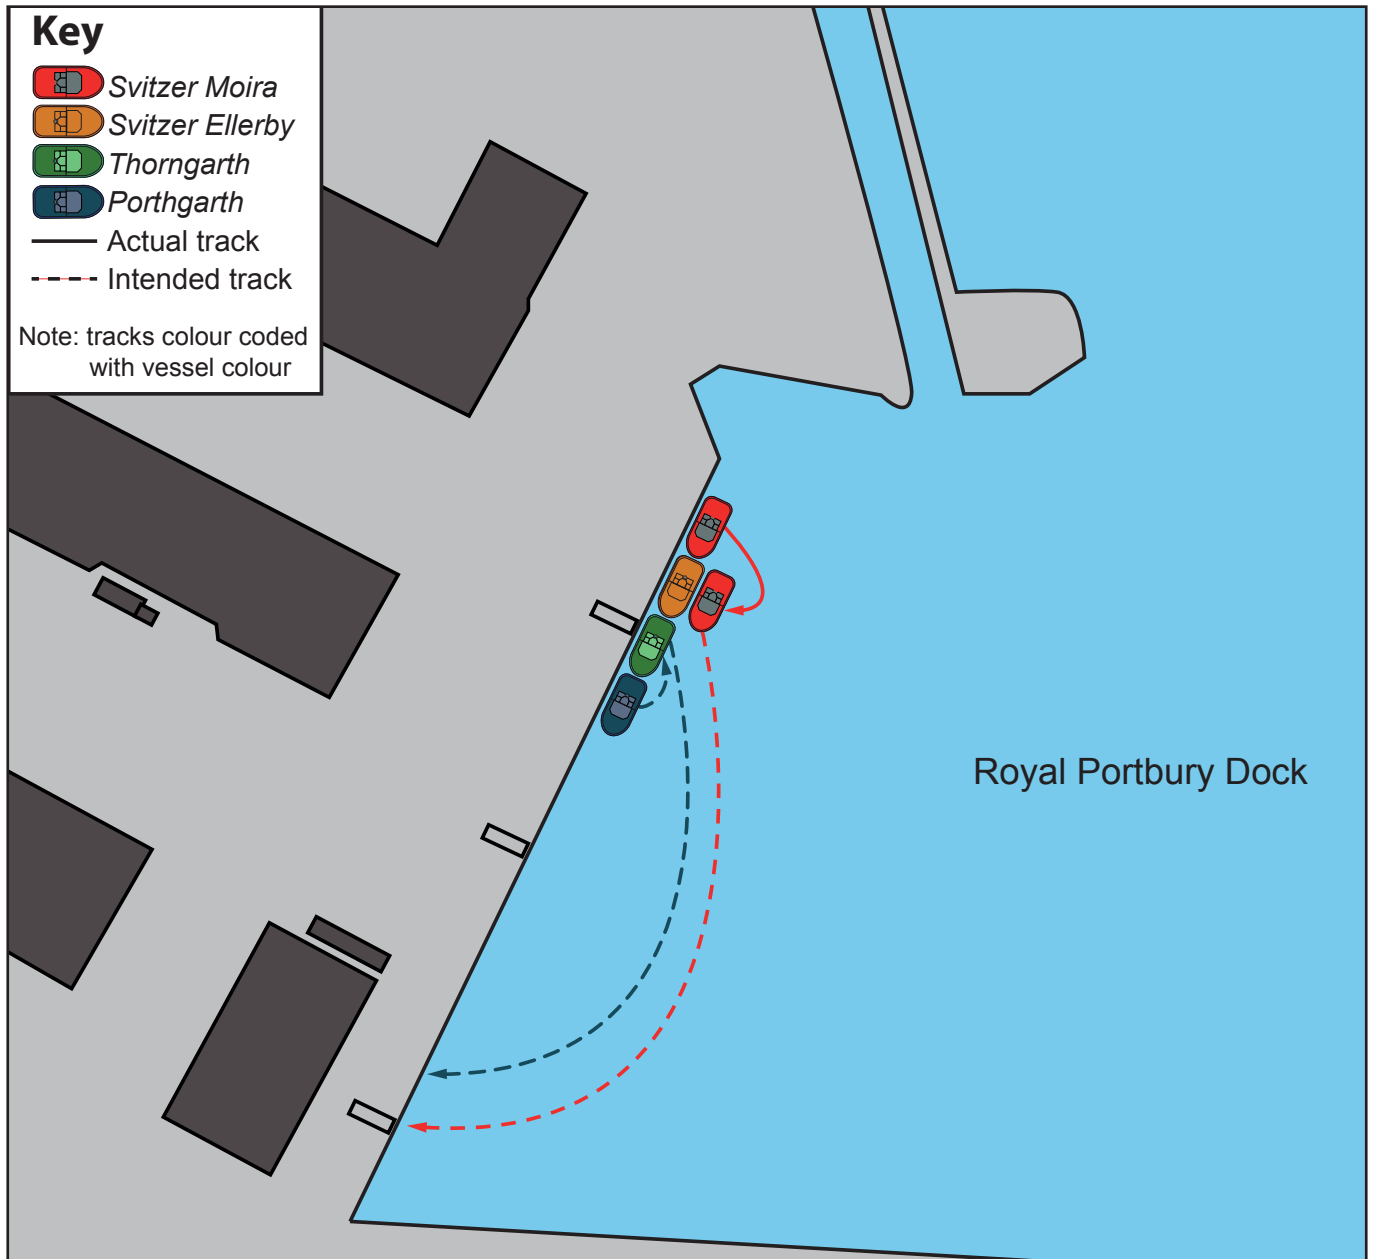 Key
Svitzer Moira
Svitzer Ellerby
Thorngarth
Porthgarth
Actual track
Intended track
Note: tracks colour coded
with vessel colour
Royal Portbury Dock